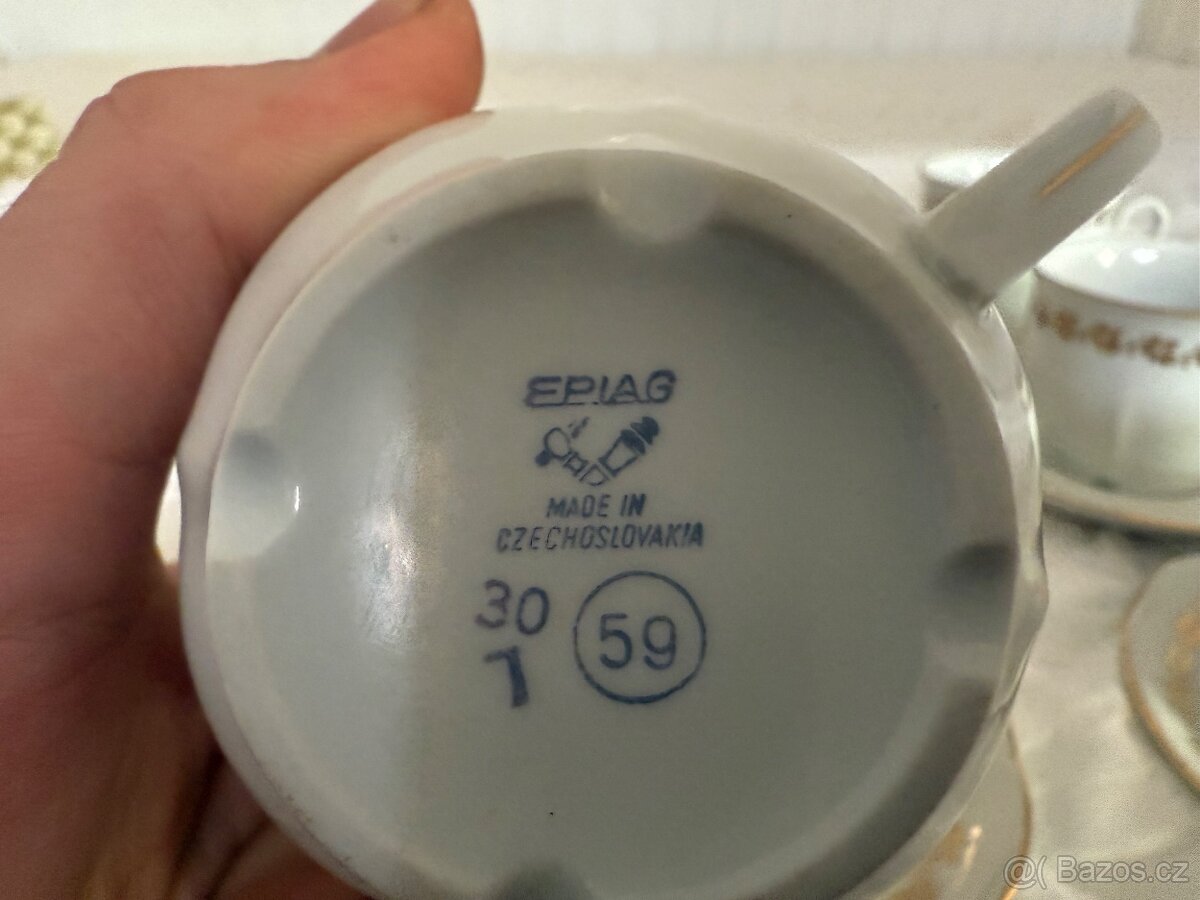 EPIAG
MADE IN
CZECHOSLOVAKIA
30
1
59
@( Bazos.cz